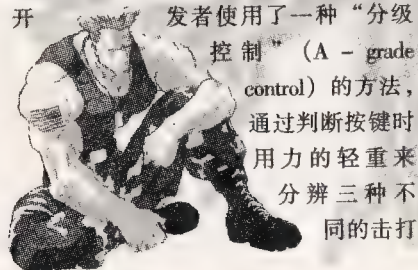 开发者使用了一种“分级
控制”（A - grade
control）的方法，
通过判断按键时
用力的轻重来
分辨三种不
同的击打